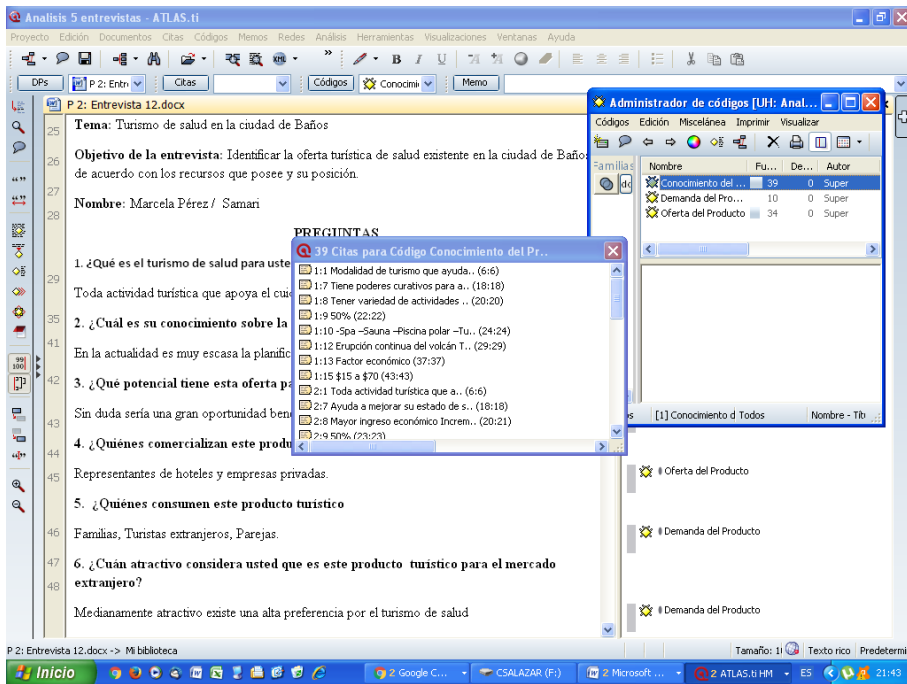 Analisis 5 entrevistas - ATLAS.ti
Proyecto Edición Documentos Citas Códigos Memos Redes Análisis Herramientas Visualizaciones Ventanas Ayuda
DPs P 2: Entre Citas Códigos Conocimi Memo
P 2: Entrevista 12.docx
25 Tema: Turismo de salud en la ciudad de Baños
26 Objetivo de la entrevista: Identificar la oferta turística de salud existente en la ciudad de Baños
de acuerdo con los recursos que posee y su posición.
27 Nombre: Marcela Pérez / Samari
28
PREGUNTAS
1. ¿Qué es el turismo de salud para uste
29 Toda actividad turística que apoya el cui
35 2. ¿Cuál es su conocimiento sobre la
41 En la actualidad es muy escasa la planific
42 3. ¿Qué potencial tiene esta oferta pa
43 Sin duda sería una gran oportunidad ben
44 4. ¿Quiénes comercializan este produ
45 Representantes de hoteles y empresas privadas.
5. ¿Quiénes consumen este producto turístico
46 Familias, Turistas extranjeros, Parejas.
47 6. ¿Cuán atractivo considera usted que es este producto turístico para el mercado
48 extranjero?
Medianamente atractivo existe una alta preferencia por el turismo de salud
39 Citas para Código Conocimiento del Pr..
1:1 Modalidad de turismo que ayuda.. (6:6)
1:7 Tiene poderes curativos para a.. (18:18)
1:8 Tener variedad de actividades .. (20:20)
1:9 50% (22:22)
1:10 -Spa –Sauna –Piscina polar –Tu.. (24:24)
1:12 Erupción continua del volcán T.. (29:29)
1:13 Factor económico (37:37)
1:15 $15 a $70 (43:43)
2:1 Toda actividad turística que a.. (6:6)
2:7 Ayuda a mejorar su estado de s.. (18:18)
2:8 Mayor ingreso económico Increm.. (20:21)
2:9 50% (23:23)
Administrador de códigos [UH: Anal...
Códigos Edición Miscelánea Imprimir Visualizar
Familias
Nombre Fu... De... Autor
Conocimiento del ... 39 0 Super
Demanda del Pro... 10 0 Super
Oferta del Producto 34 0 Super
[1] Conocimiento d Todos Nombre - Tib
Oferta del Producto
Demanda del Producto
Demanda del Producto
P 2: Entrevista 12.docx -> Mi biblioteca
Tamaño: 1 Texto rico Predetermi
Inicio 2 Google C... CSALAZAR (F:) 2 Microsoft ... 2 ATLAS.ti HM ES 21:43